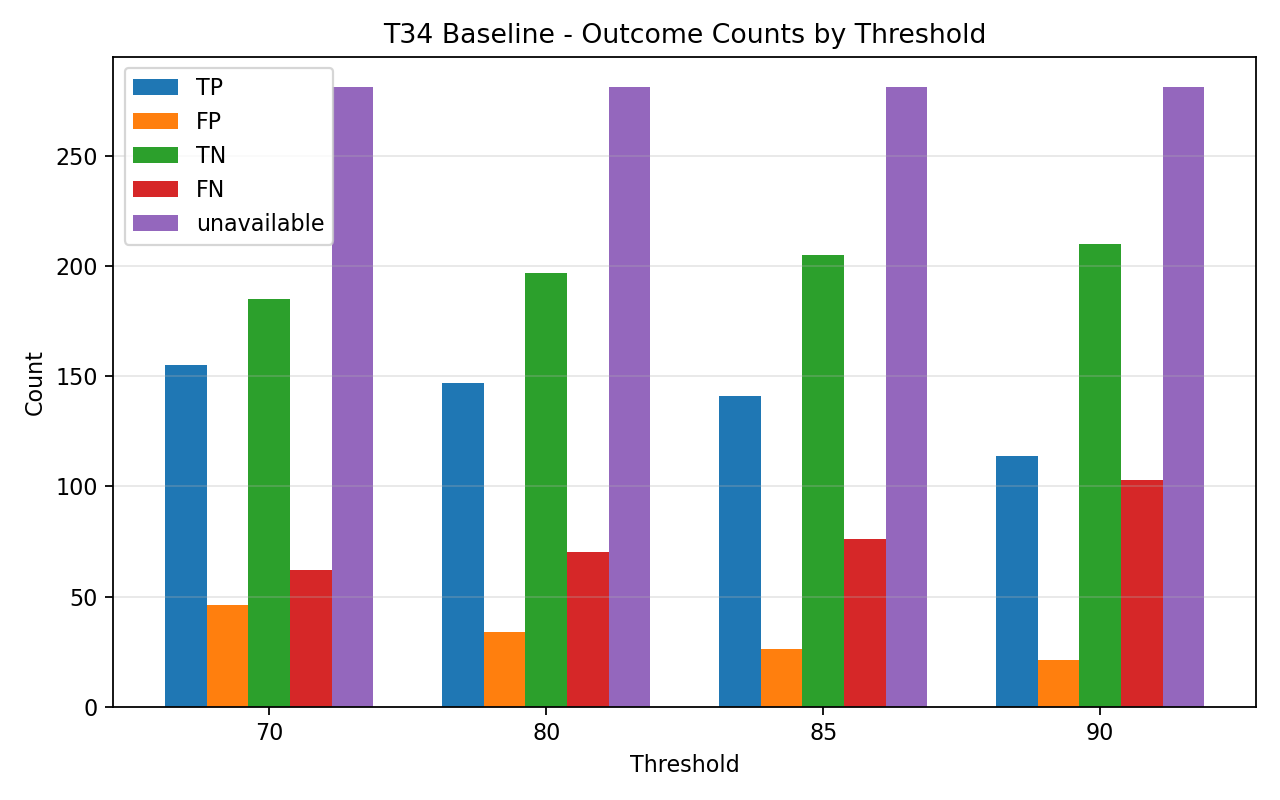 T34 Baseline - Outcome Counts by Threshold
TP
FP
TN
FN
unavailable
250
200
150
100
50
0
Count
70 80 85 90
Threshold